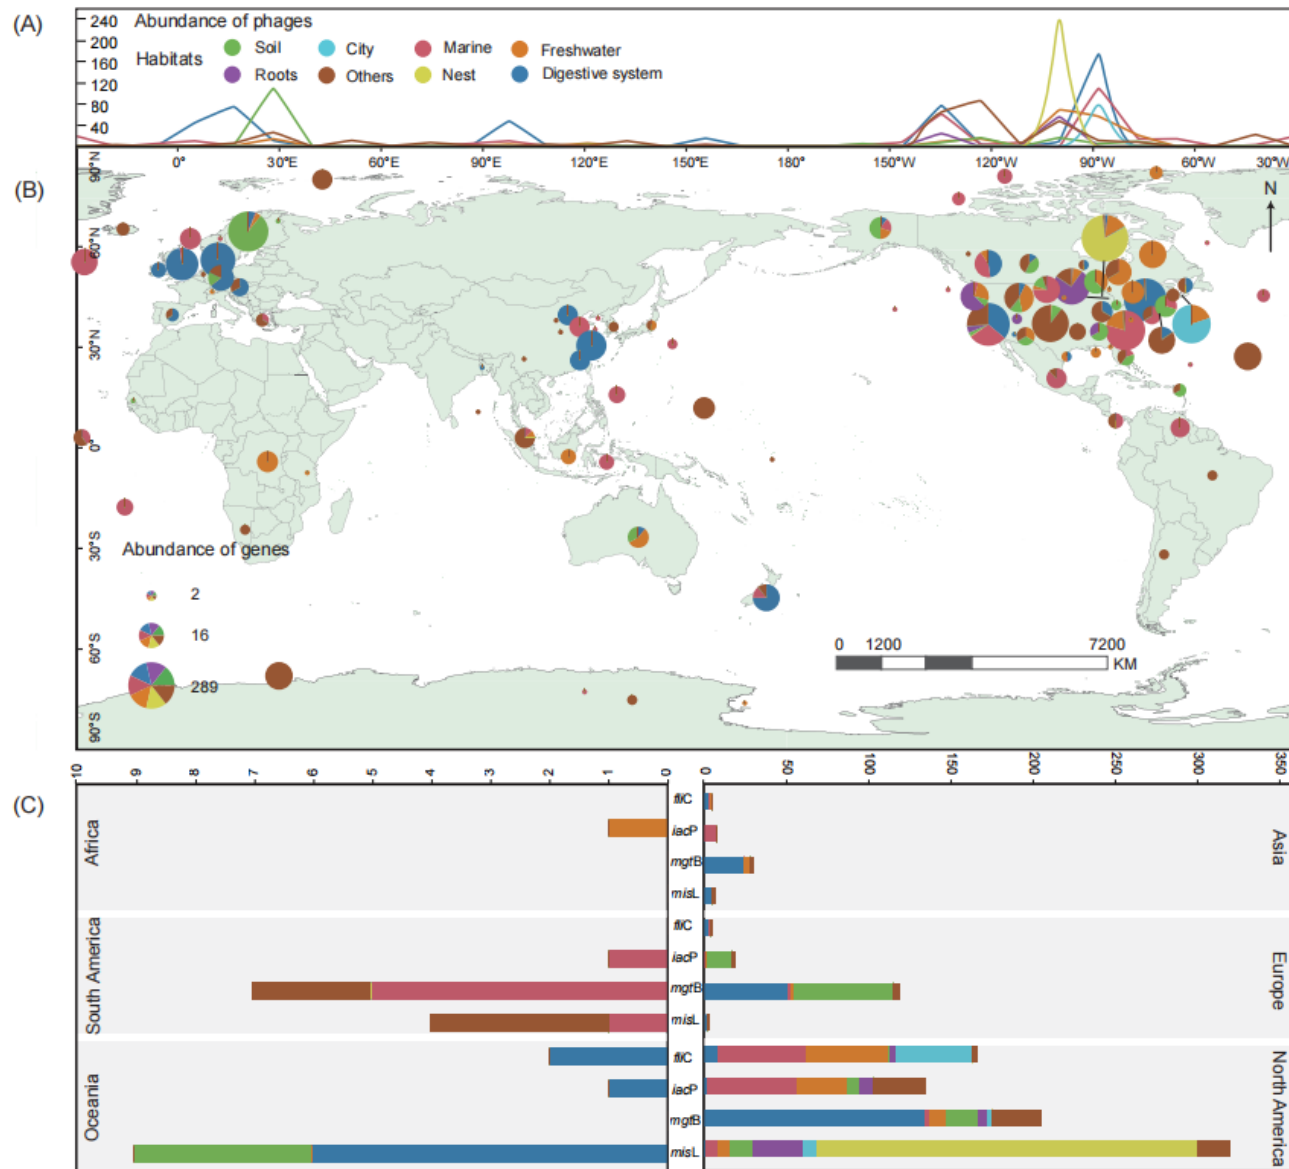 (A)
Abundance of phages
Habitats
Soil
City
Marine
Freshwater
Roots
Others
Nest
Digestive system
240
200
160
120
80
40
0° 30°E 60°E 90°E 120°E 150°E 180° 150°W 120°W 90°W 60°W 30°W
(B)
90°N
60°N
30°N
0°
30°S
60°S
90°S
N
Abundance of genes
2
16
289
0 1200 7200
KM
(C)
10 9 8 7 6 5 4 3 2 1 0
0 50 100 150 200 250 300 350
Africa
South America
Oceania
fliC
iacP
mgtB
misL
fliC
iacP
mgtB
misL
fliC
iacP
mgtB
misL
Asia
Europe
North America